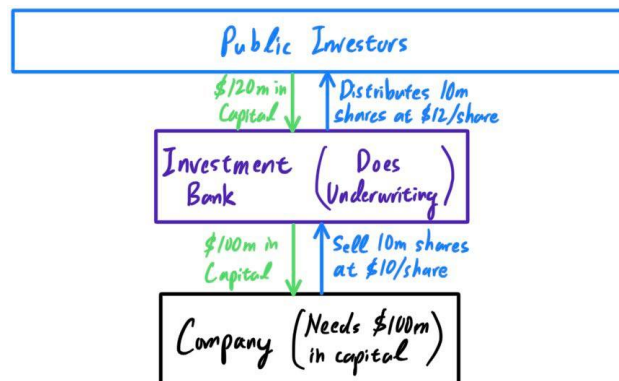 Public Investors
$120m in
Capital
Distributes 10m
shares at $12/share
Investment
Bank
(Does
Underwriting)
$100m in
Capital
Sell 10m shares
at $10/share
Company
(Needs $100m
in capital)